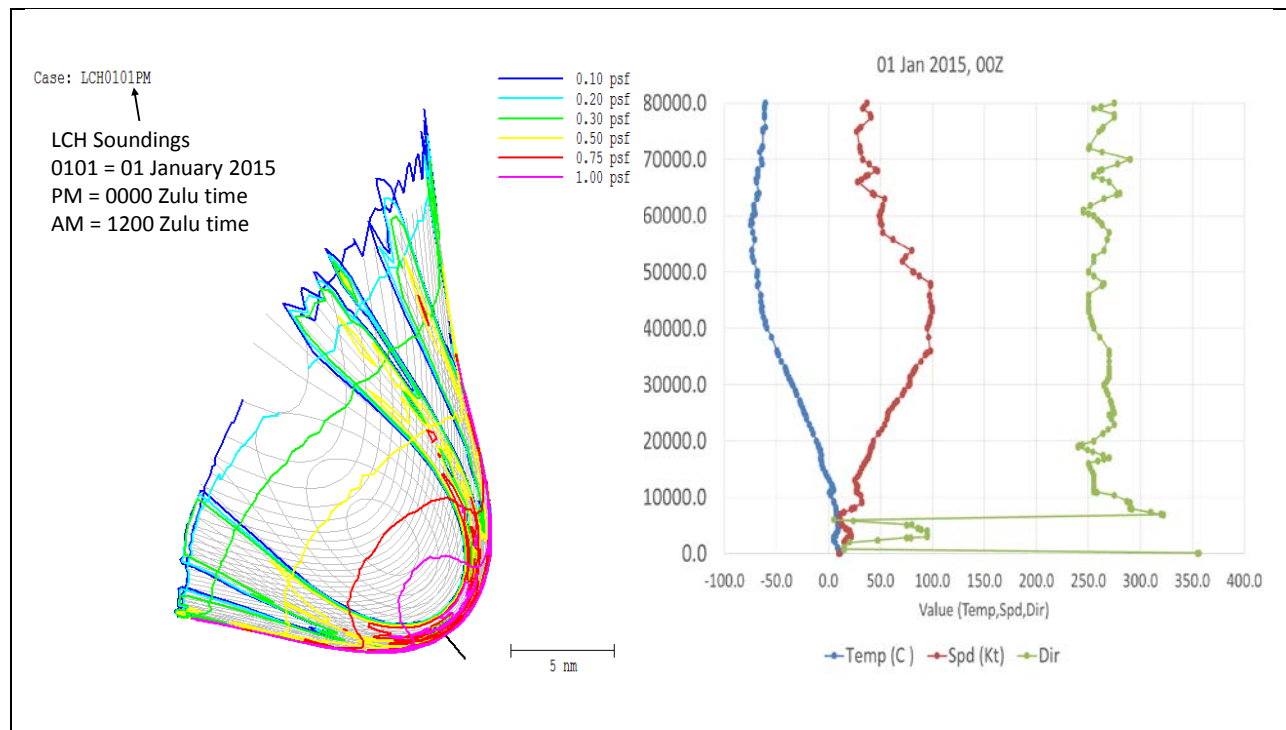 Case: LCH0101PM
LCH Soundings
0101 = 01 January 2015
PM = 0000 Zulu time
AM = 1200 Zulu time
0.10 psf
0.20 psf
0.30 psf
0.50 psf
0.75 psf
1.00 psf
5 nm
01 Jan 2015, 00Z
80000.0
70000.0
60000.0
50000.0
40000.0
30000.0
20000.0
10000.0
0.0
-100.0 -50.0 0.0 50.0 100.0 150.0 200.0 250.0 300.0 350.0 400.0
Value (Temp,Spd,Dir)
Temp (C ) Spd (Kt) Dir